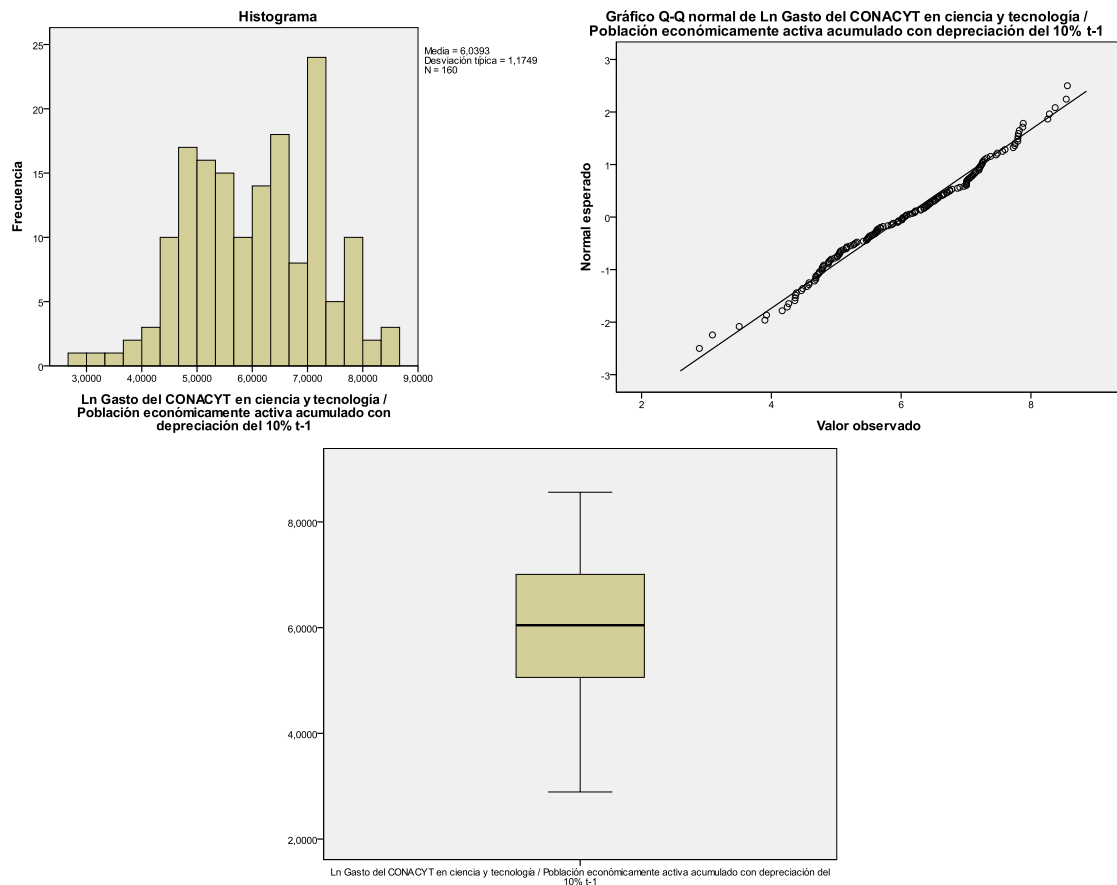 Histograma
25
20
15
10
5
0
Frecuencia
3,0000 4,0000 5,0000 6,0000 7,0000 8,0000 9,0000
Ln Gasto del CONACYT en ciencia y tecnología /
Población económicamente activa acumulado con
depreciación del 10% t-1
Media = 6,0393
Desviación típica = 1,1749
N = 160
Gráfico Q-Q normal de Ln Gasto del CONACYT en ciencia y tecnología /
Población económicamente activa acumulado con depreciación del 10% t-1
3
2
1
0
-1
-2
-3
Normal esperado
2 4 6 8
Valor observado
8,0000
6,0000
4,0000
2,0000
Ln Gasto del CONACYT en ciencia y tecnología / Población económicamente activa acumulado con depreciación del
10% t-1